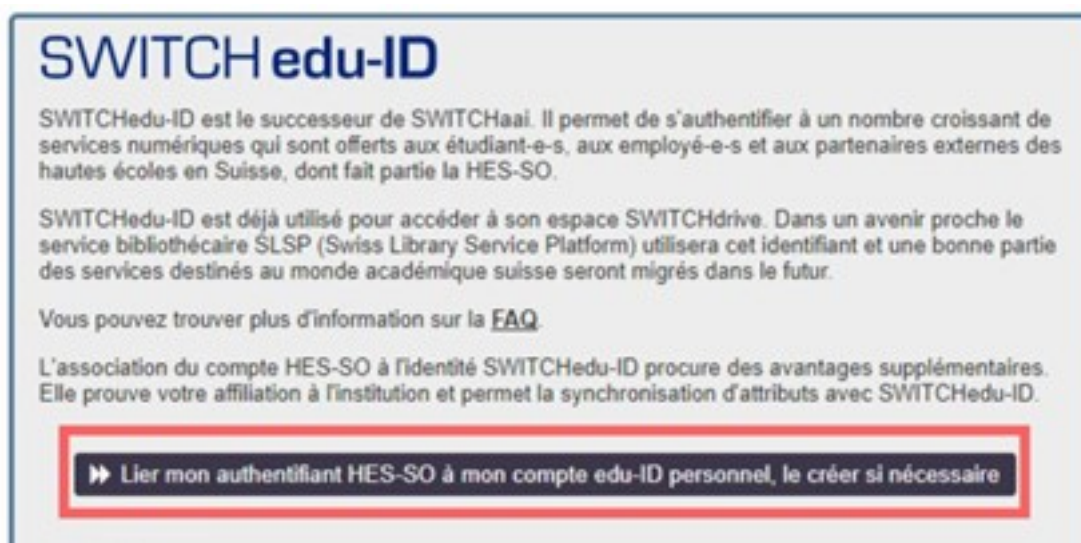 SWITCH edu-ID
SWITCHedu-ID est le successeur de SWITCHaai. Il permet de s'authentifier à un nombre croissant de
services numériques qui sont offerts aux étudiant-e-s, aux employé-e-s et aux partenaires externes des
hautes écoles en Suisse, dont fait partie la HES-SO.
SWITCHedu-ID est déjà utilisé pour accéder à son espace SWITCHdrive. Dans un avenir proche le
service bibliothécaire SLSP (Swiss Library Service Platform) utilisera cet identifiant et une bonne partie
des services destinés au monde académique suisse seront migrés dans le futur.
Vous pouvez trouver plus d'information sur la FAQ.
L'association du compte HES-SO à l'identité SWITCHedu-ID procure des avantages supplémentaires.
Elle prouve votre affiliation à l'institution et permet la synchronisation d'attributs avec SWITCHedu-ID.
Lier mon authentifiant HES-SO à mon compte edu-ID personnel, le créer si nécessaire